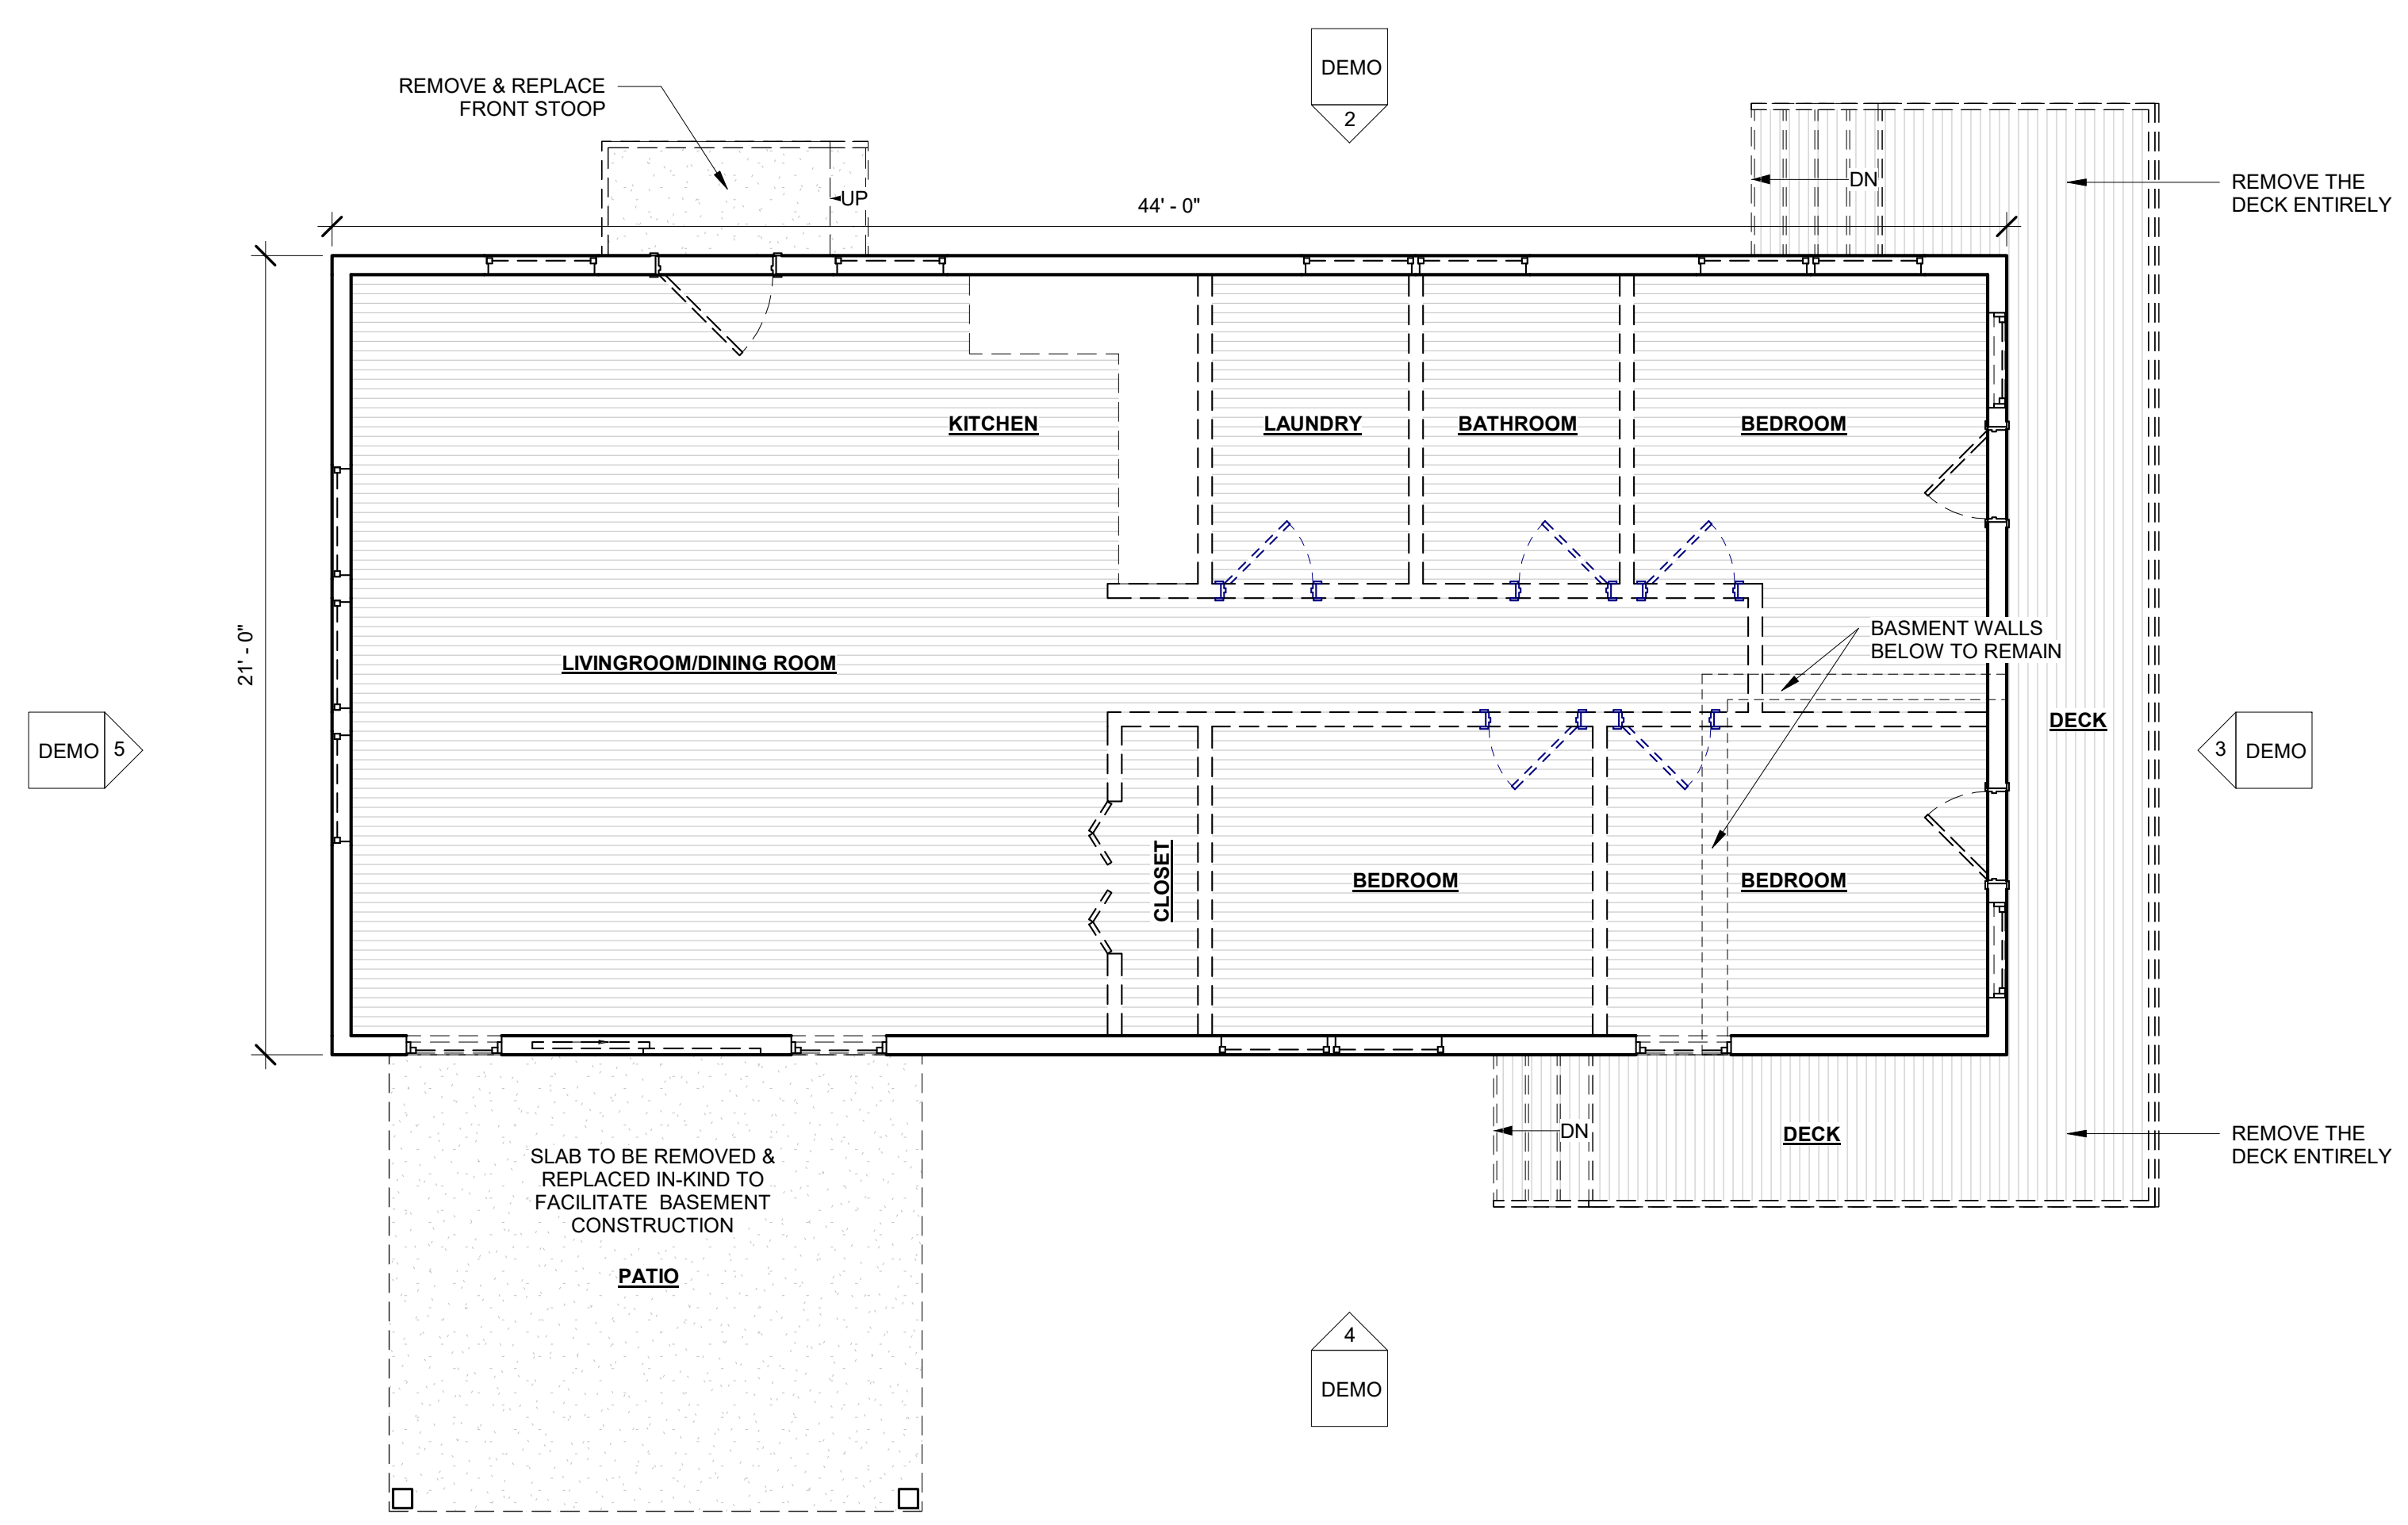 DEMO
2
REMOVE & REPLACE
FRONT STOOP
UP
44' - 0"
DN
REMOVE THE
DECK ENTIRELY
KITCHEN
LAUNDRY
BATHROOM
BEDROOM
21' - 0"
LIVINGROOM/DINING ROOM
BASMENT WALLS
BELOW TO REMAIN
DECK
DEMO
5
3
DEMO
CLOSET
BEDROOM
BEDROOM
DN
DECK
REMOVE THE
DECK ENTIRELY
SLAB TO BE REMOVED &
REPLACED IN-KIND TO
FACILITATE BASEMENT
CONSTRUCTION
PATIO
4
DEMO